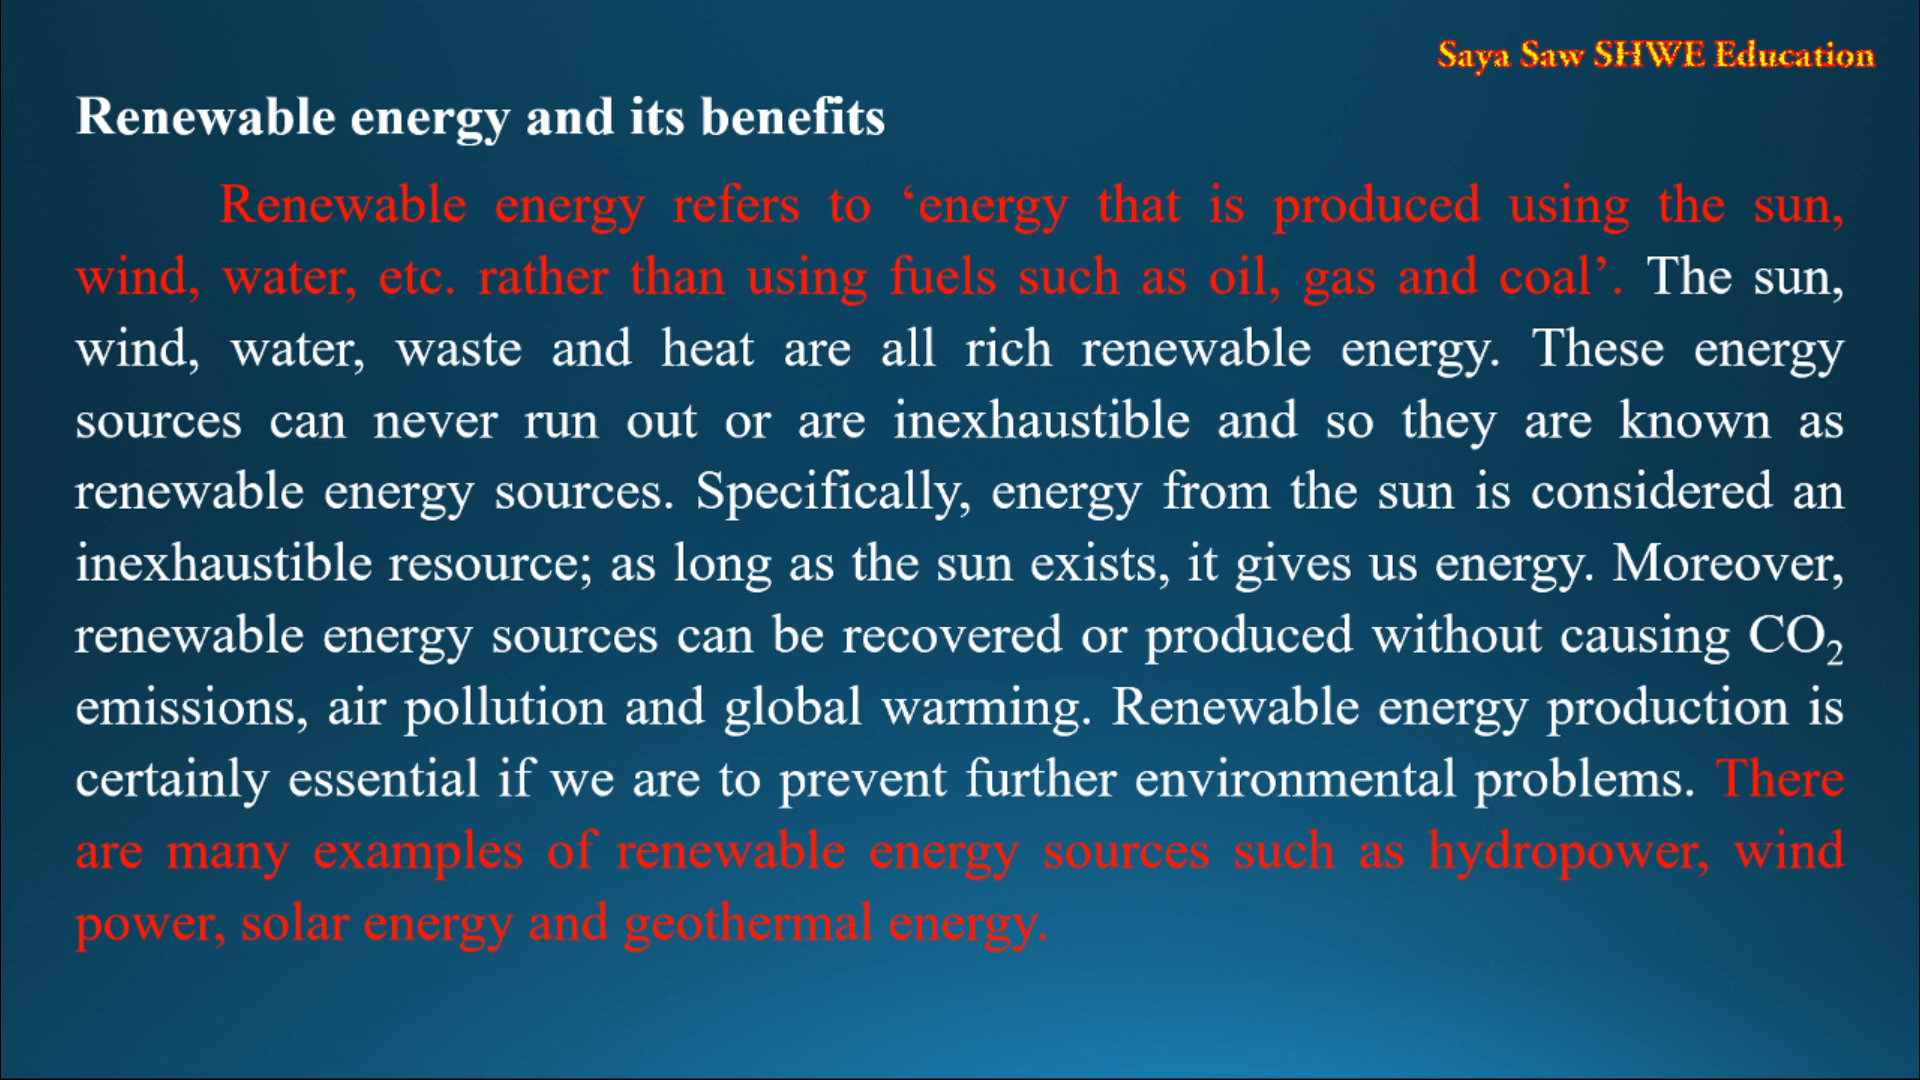 Saya Saw SHWE Education
Renewable energy and its benefits
Renewable energy refers to ‘energy that is produced using the sun,
wind, water, etc. rather than using fuels such as oil, gas and coal’. The sun,
wind, water, waste and heat are all rich renewable energy. These energy
sources can never run out or are inexhaustible and so they are known as
renewable energy sources. Specifically, energy from the sun is considered an
inexhaustible resource; as long as the sun exists, it gives us energy. Moreover,
renewable energy sources can be recovered or produced without causing CO₂
emissions, air pollution and global warming. Renewable energy production is
certainly essential if we are to prevent further environmental problems. There
are many examples of renewable energy sources such as hydropower, wind
power, solar energy and geothermal energy.